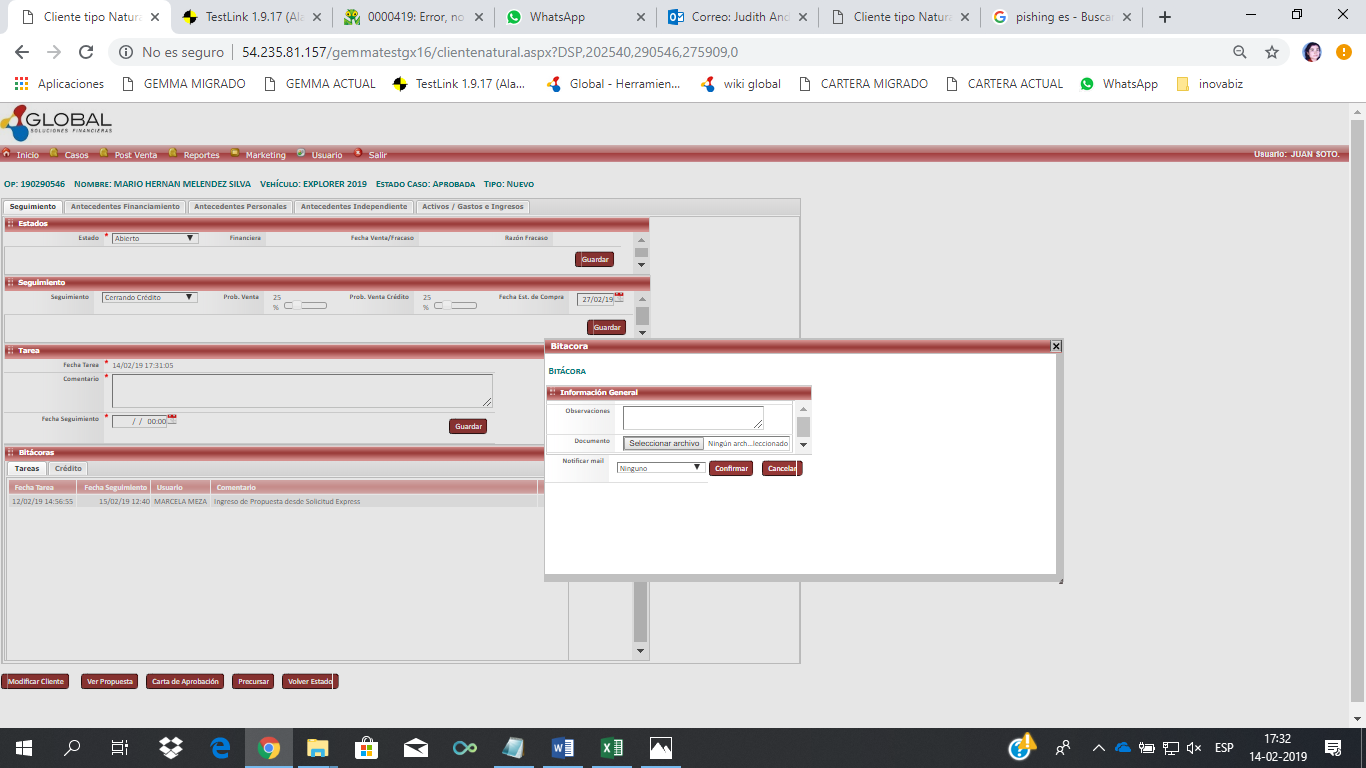 Cliente tipo Natura TestLink 1.9.17 (Ala 0000419: Error, no WhatsApp Correo: Judith And Cliente tipo Natura pishing es - Busca
No es seguro 54.235.81.157/gemmatestgx16/clientenatural.aspx?DSP,202540,290546,275909,0
Aplicaciones GEMMA MIGRADO GEMMA ACTUAL TestLink 1.9.17 (Ala... Global - Herramien... wiki global CARTERA MIGRADO CARTERA ACTUAL WhatsApp inovabiz
GLOBAL
SOLUCIONES FINANCIERAS
Inicio Casos Post Venta Reportes Marketing Usuario Salir Usuario: JUAN SOTO.
OP: 190290546 NOMBRE: MARIO HERNAN MELENDEZ SILVA VEHÍCULO: EXPLORER 2019 ESTADO CASO: APROBADA TIPO: NUEVO
Seguimiento Antecedentes Financiamiento Antecedentes Personales Antecedentes Independiente Activos / Gastos e Ingresos
Estados
Estado * Abierto Financiera Fecha Venta/Fracaso Razón Fracaso
Guardar
Seguimiento
Seguimiento Cerrando Crédito Prob. Venta 25 % Prob. Venta Crédito 25 % Fecha Est. de Compra 27/02/19
Guardar
Tarea
Fecha Tarea * 14/02/19 17:31:05
Comentario *
Fecha Seguimiento * / / 00:00
Guardar
Bitácoras
Tareas Crédito
Fecha Tarea Fecha Seguimiento Usuario Comentario
12/02/19 14:56:55 15/02/19 12:40 MARCELA MEZA Ingreso de Propuesta desde Solicitud Express
Bitacora
BITÁCORA
Información General
Observaciones
Documento Seleccionar archivo Ningún arch...leccionado
Notificar mail Ninguno Confirmar Cancelar
Modificar Cliente Ver Propuesta Carta de Aprobación Precursar Volver Estado
ESP 17:32
14-02-2019